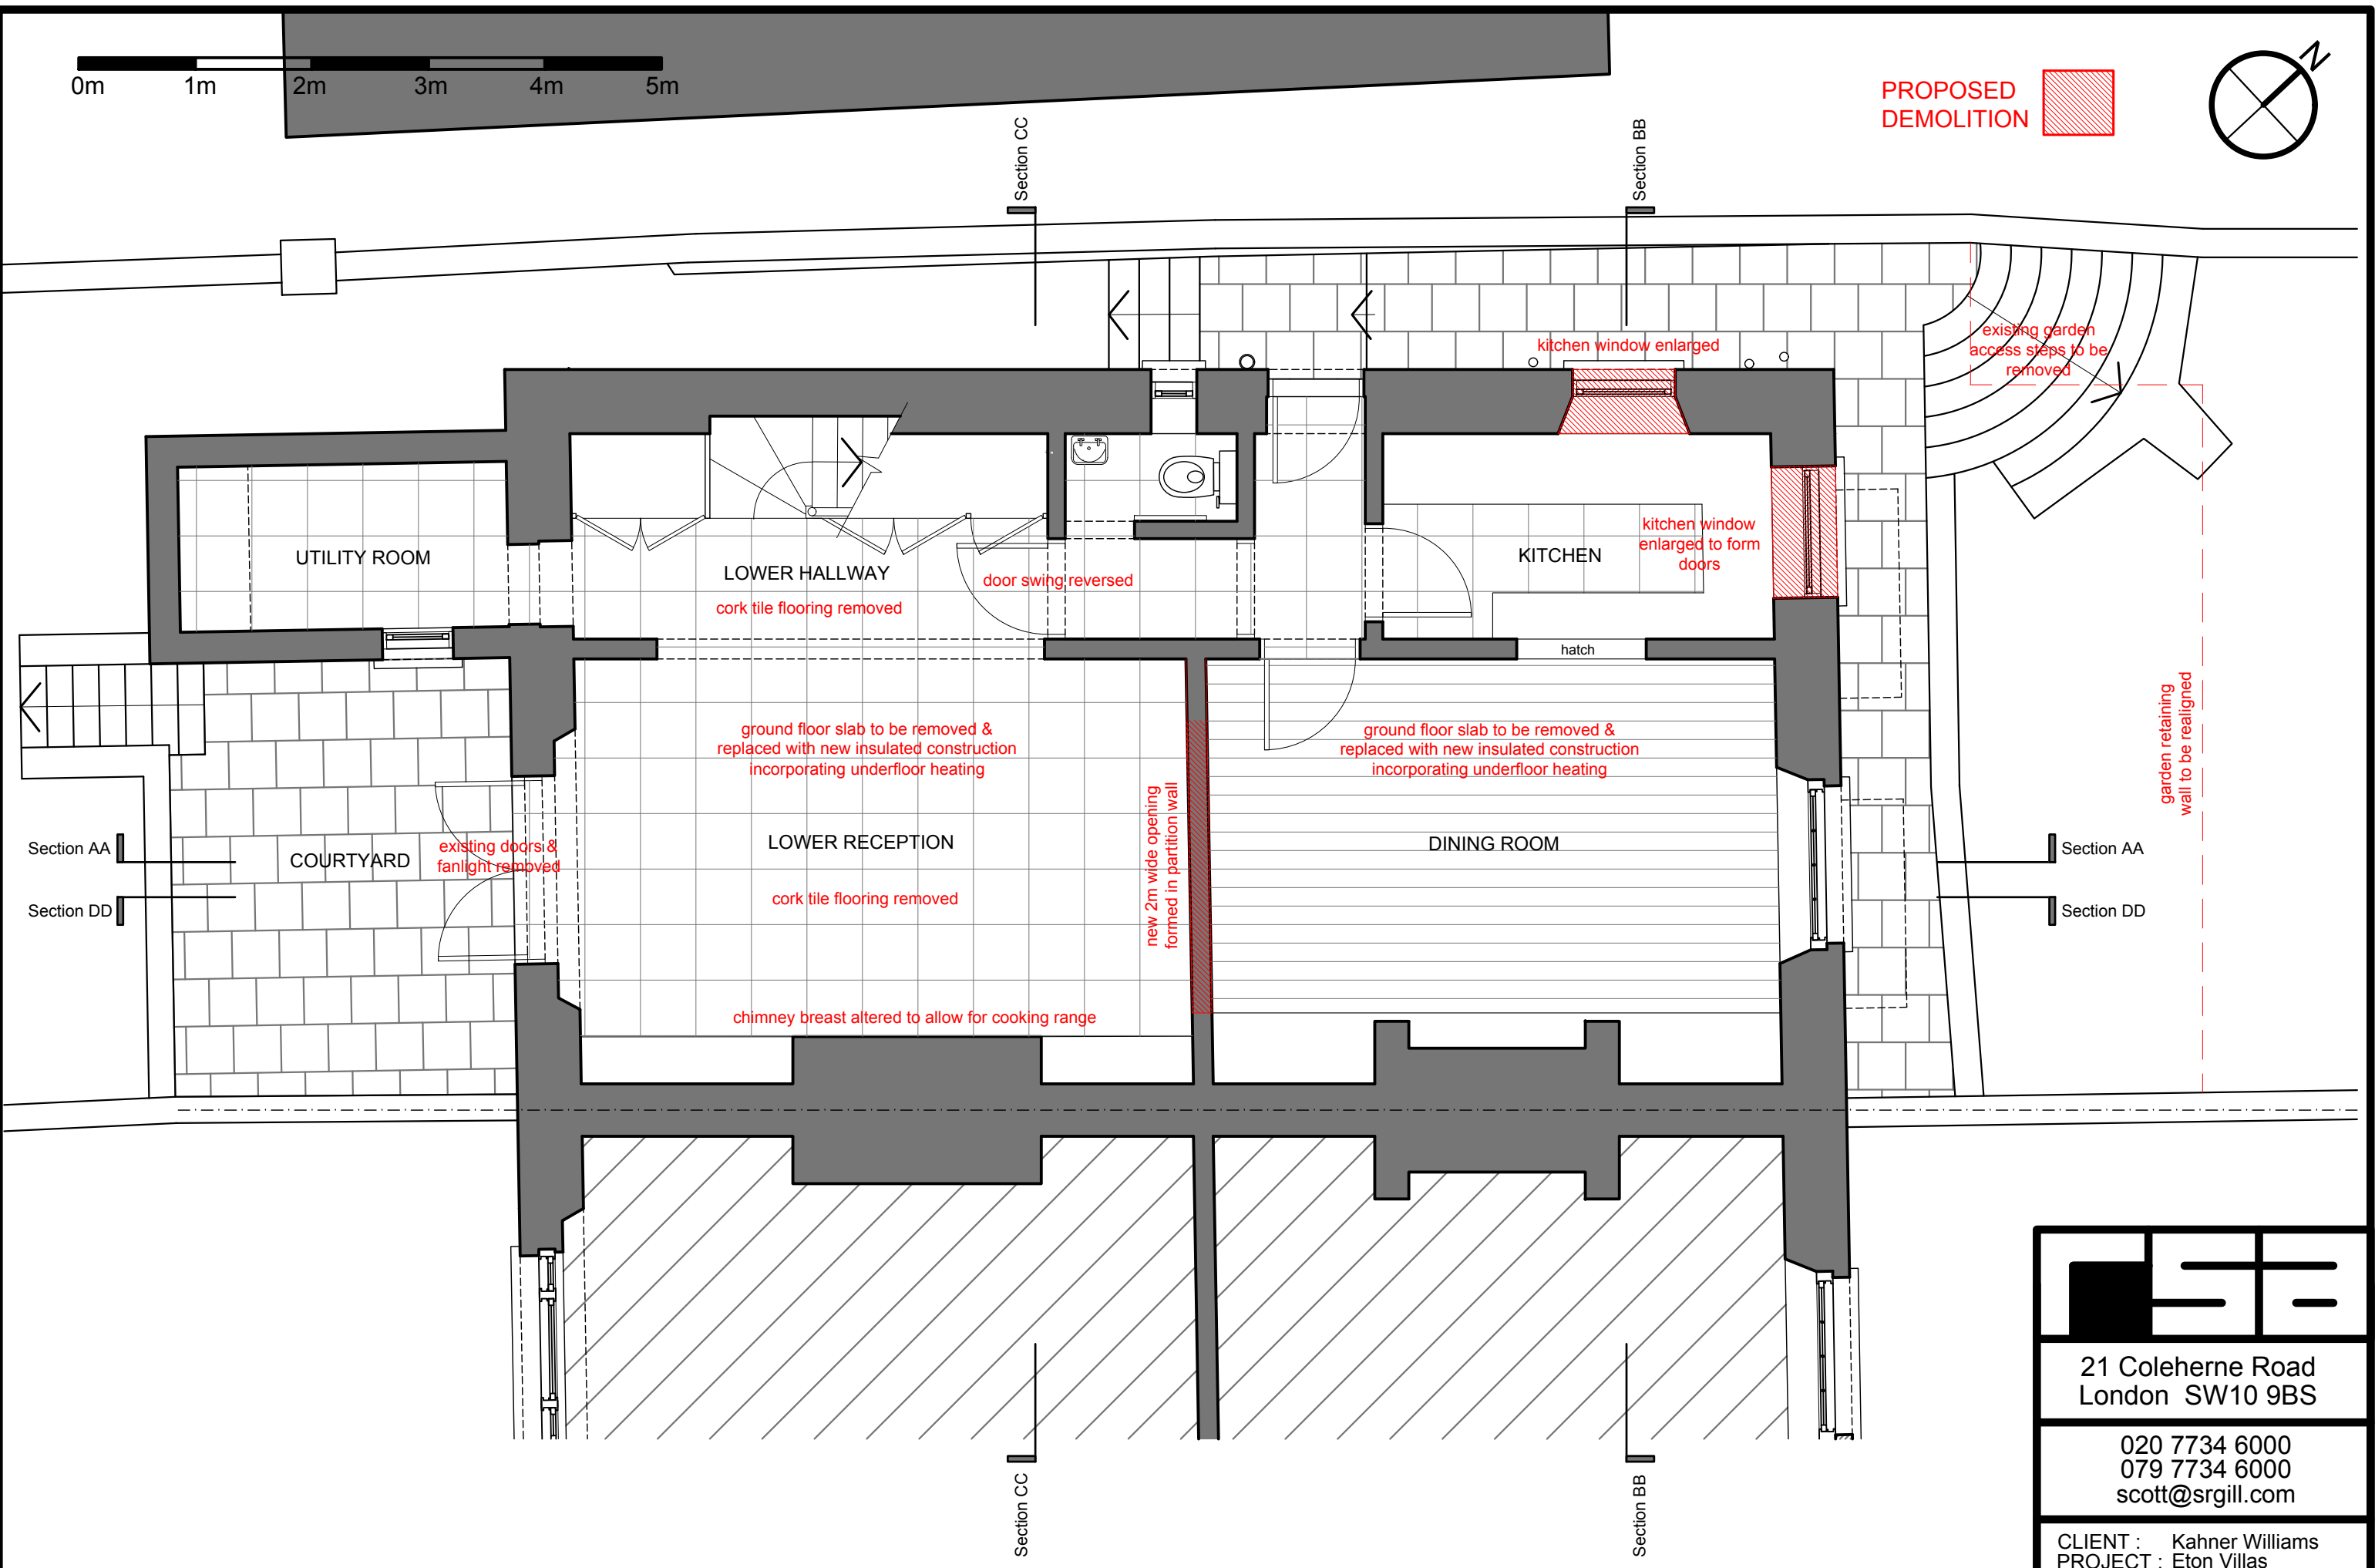 0m 1m 2m 3m 4m 5m
PROPOSED
DEMOLITION
N
Section CC
Section BB
kitchen window enlarged
existing garden
access steps to be
removed
UTILITY ROOM
LOWER HALLWAY
cork tile flooring removed
door swing reversed
KITCHEN
kitchen window
enlarged to form
doors
hatch
ground floor slab to be removed &
replaced with new insulated construction
incorporating underfloor heating
ground floor slab to be removed &
replaced with new insulated construction
incorporating underfloor heating
new 2m wide opening
formed in partition wall
garden retaining
wall to be realigned
Section AA
Section DD
COURTYARD
existing doors &
fanlight removed
LOWER RECEPTION
cork tile flooring removed
DINING ROOM
Section AA
Section DD
chimney breast altered to allow for cooking range
Section CC
Section BB
21 Coleherne Road
London SW10 9BS
020 7734 6000
079 7734 6000
scott@srgill.com
CLIENT : Kahner Williams
PROJECT : Eton Villas